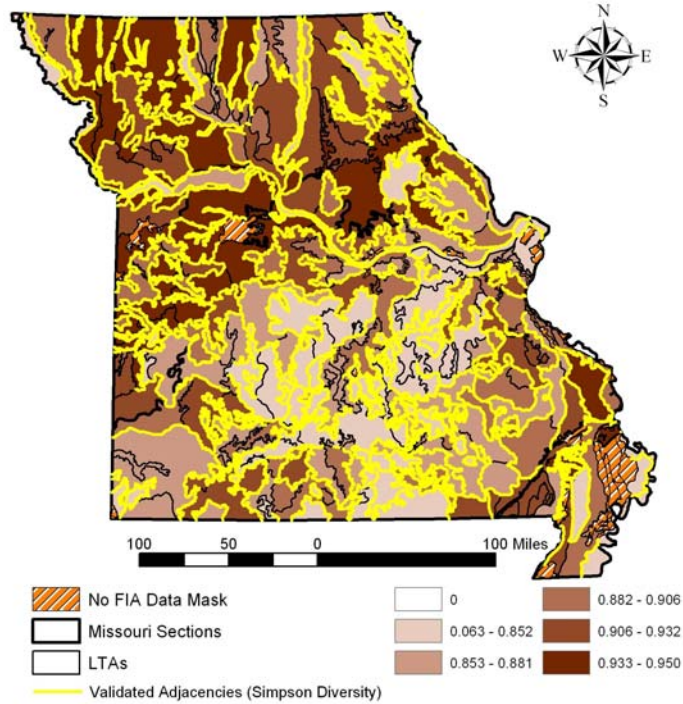 N
W E
S
100 50 0 100 Miles
No FIA Data Mask
Missouri Sections
LTAs
Validated Adjacencies (Simpson Diversity)
0
0.063 - 0.852
0.853 - 0.881
0.882 - 0.906
0.906 - 0.932
0.933 - 0.950